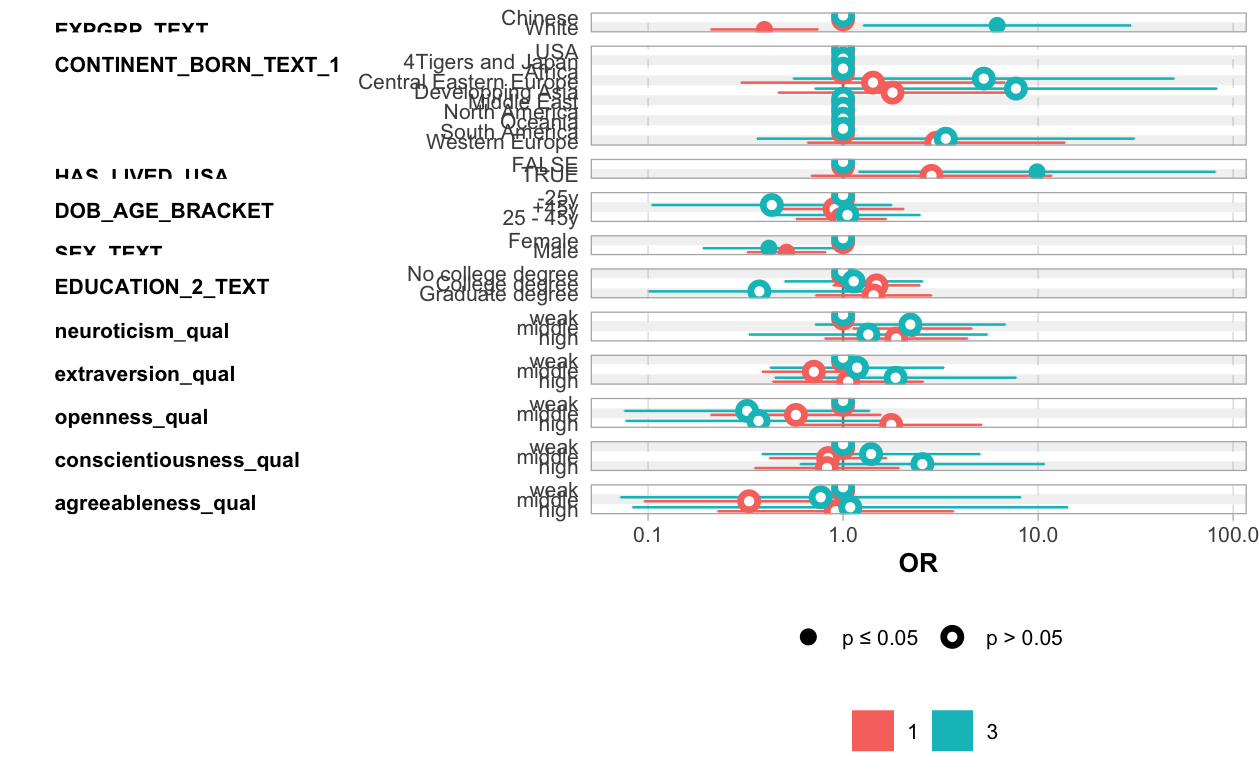 EXPGRP_TEXT
Chinese
White
CONTINENT_BORN_TEXT_1
USA
4Tigers and Japan
Africa
Central Eastern Europe
Developping Asia
Middle East
North America
Oceania
South America
Western Europe
HAS_LIVED_USA
FALSE
TRUE
DOB_AGE_BRACKET
-25y
+45y
25 - 45y
SEX_TEXT
Female
Male
EDUCATION_2_TEXT
No college degree
College degree
Graduate degree
neuroticism_qual
weak
middle
high
extraversion_qual
weak
middle
high
openness_qual
weak
middle
high
conscientiousness_qual
weak
middle
high
agreeableness_qual
weak
middle
high
0.1 1.0 10.0 100.0
OR
p ≤ 0.05 p > 0.05
1 3